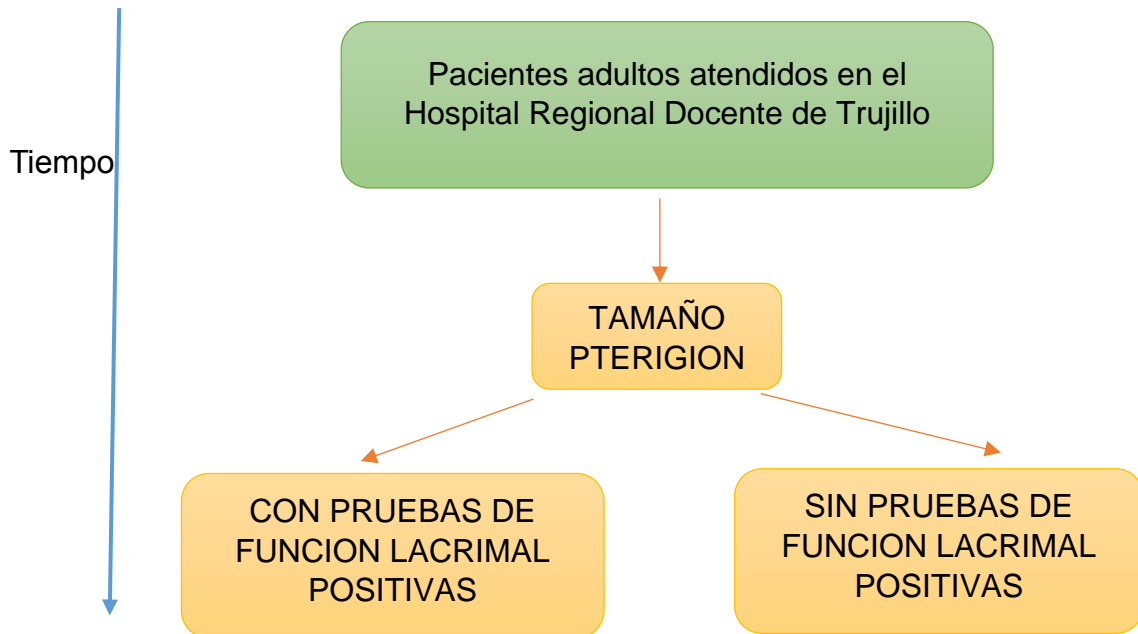 Pacientes adultos atendidos en el
Hospital Regional Docente de Trujillo
Tiempo
TAMAÑO
PTERIGION
CON PRUEBAS DE
FUNCION LACRIMAL
POSITIVAS
SIN PRUEBAS DE
FUNCION LACRIMAL
POSITIVAS